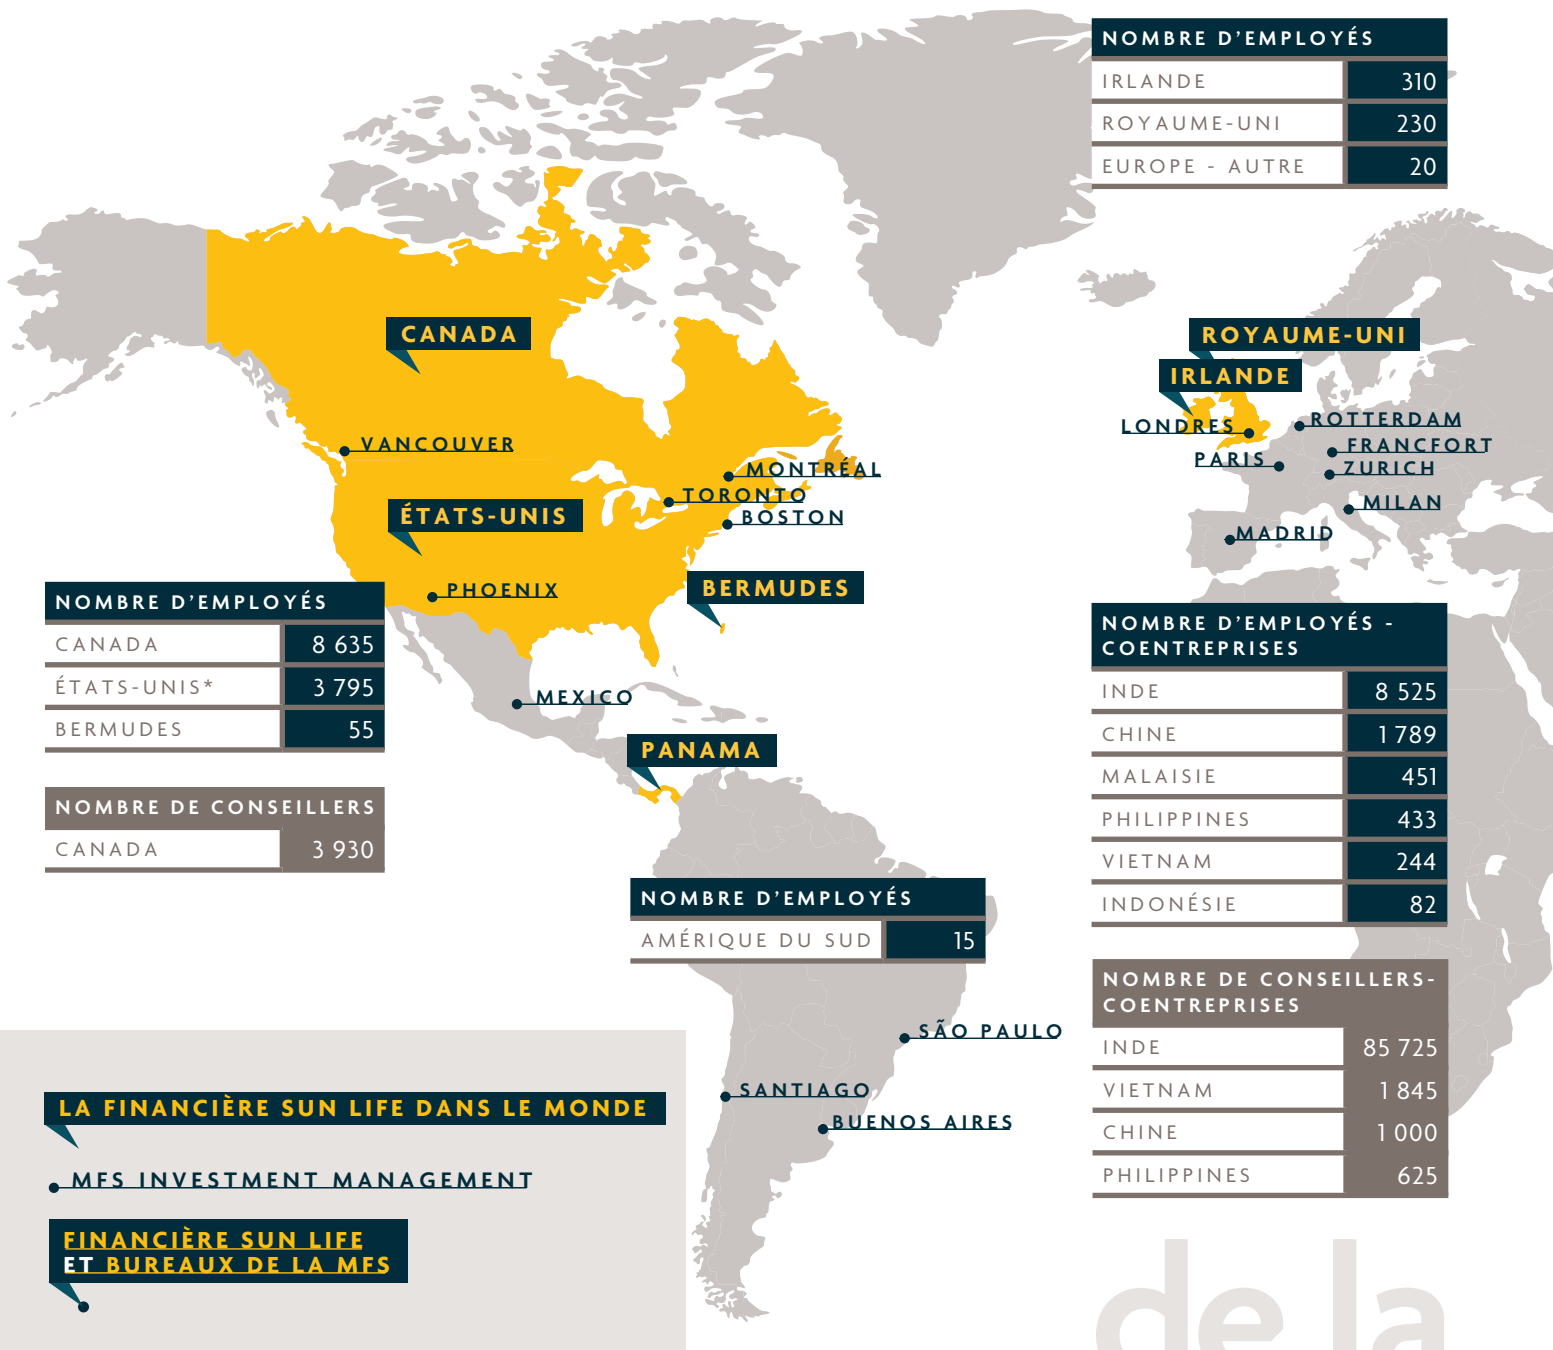 NOMBRE D'EMPLOYÉS
IRLANDE 310
ROYAUME-UNI 230
EUROPE - AUTRE 20
CANADA
ROYAUME-UNI
IRLANDE
LONDRES
ROTTERDAM
FRANCFORT
PARIS
ZURICH
MILAN
MADRID
VANCOUVER
MONTRÉAL
TORONTO
ÉTATS-UNIS
BOSTON
PHOENIX
BERMUDES
NOMBRE D'EMPLOYÉS
CANADA 8 635
ÉTATS-UNIS* 3 795
BERMUDES 55
MEXICO
PANAMA
NOMBRE DE CONSEILLERS
CANADA 3 930
NOMBRE D'EMPLOYÉS
AMÉRIQUE DU SUD 15
NOMBRE D'EMPLOYÉS -
COENTREPRISES
INDE 8 525
CHINE 1 789
MALAISIE 451
PHILIPPINES 433
VIETNAM 244
INDONÉSIE 82
NOMBRE DE CONSEILLERS-
COENTREPRISES
INDE 85 725
VIETNAM 1 845
CHINE 1 000
PHILIPPINES 625
SÃO PAULO
SANTIAGO
BUENOS AIRES
LA FINANCIÈRE SUN LIFE DANS LE MONDE
MFS INVESTMENT MANAGEMENT
FINANCIÈRE SUN LIFE
ET BUREAUX DE LA MFS
de la